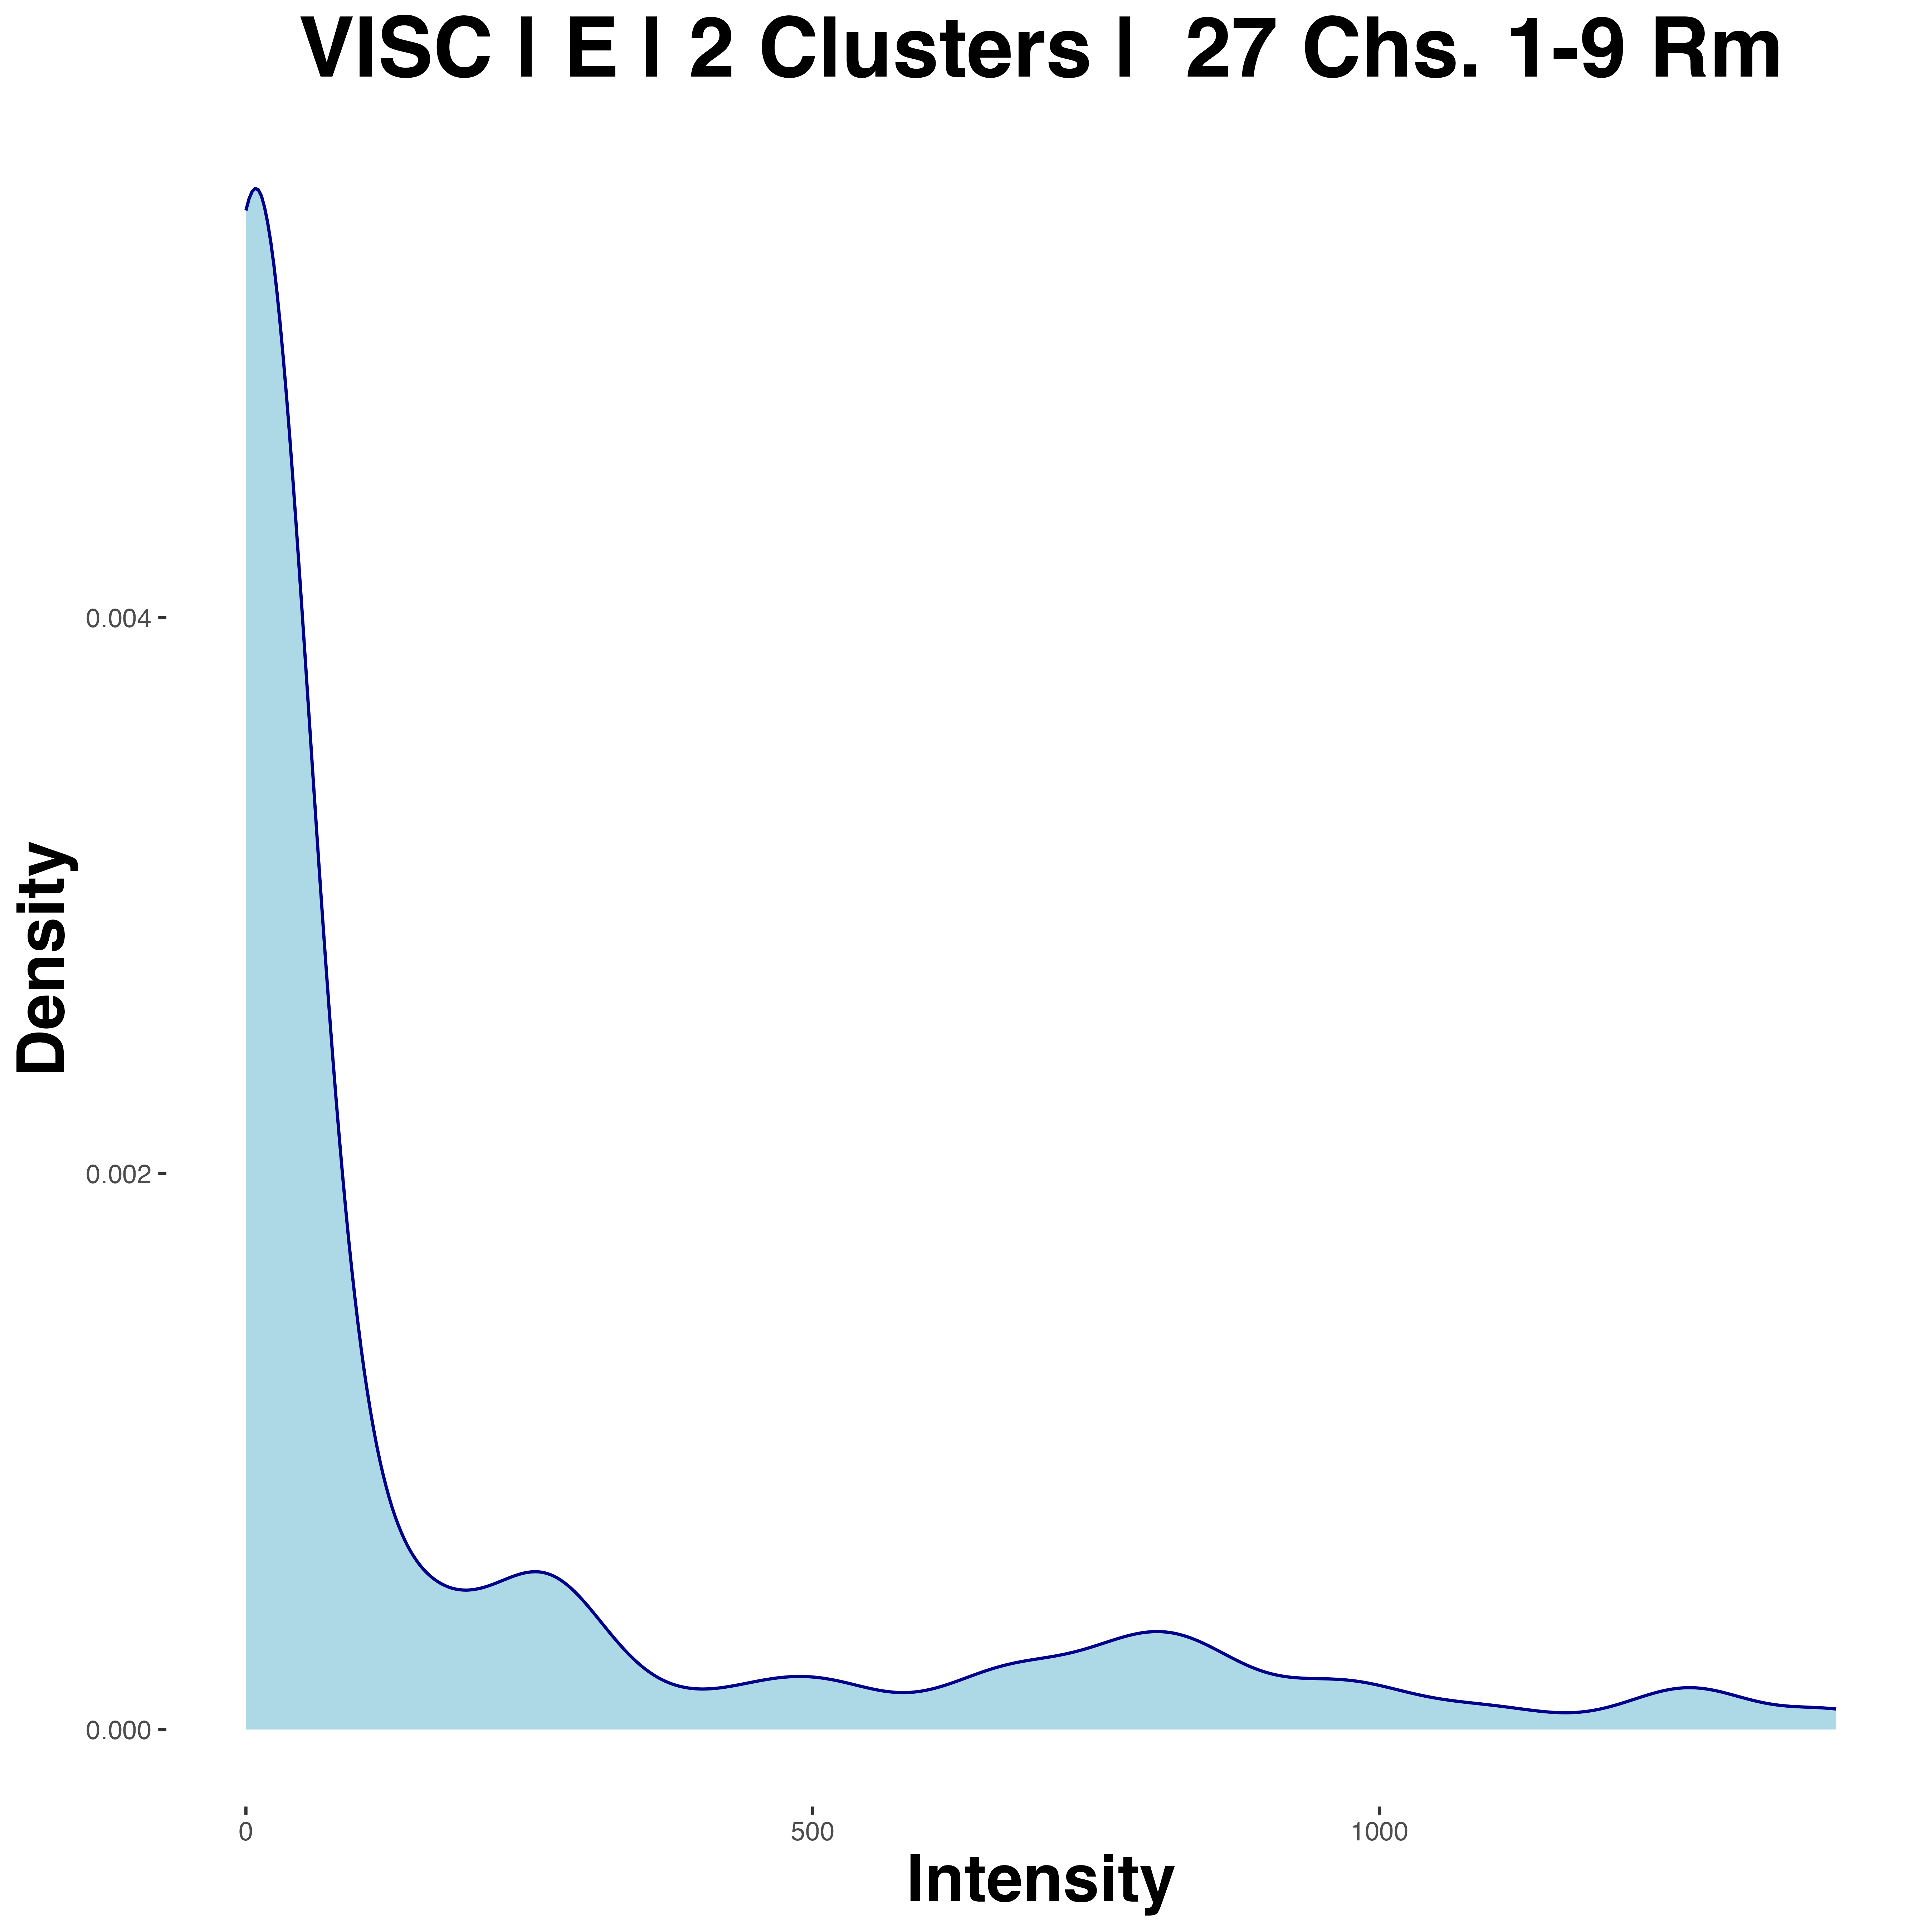 VISC | E | 2 Clusters |  27 Chs. 1-9 Rm
Density
0.004
0.002
0.000
0
500
1000
Intensity